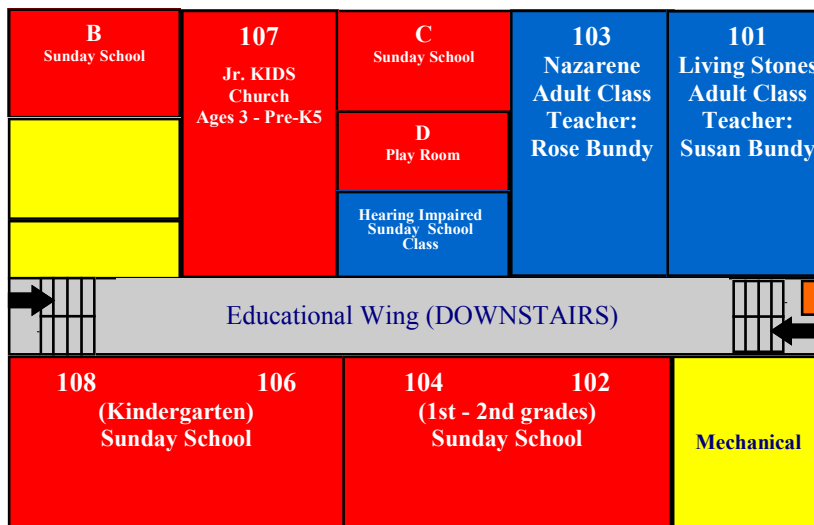 B
Sunday School
107
Jr. KIDS
Church
Ages 3 - Pre-K5
C
Sunday School
D
Play Room
Hearing Impaired
Sunday School
Class
103
Nazarene
Adult Class
Teacher:
Rose Bundy
101
Living Stones
Adult Class
Teacher:
Susan Bundy
Educational Wing (DOWNSTAIRS)
108 106
(Kindergarten)
Sunday School
104 102
(1st - 2nd grades)
Sunday School
Mechanical